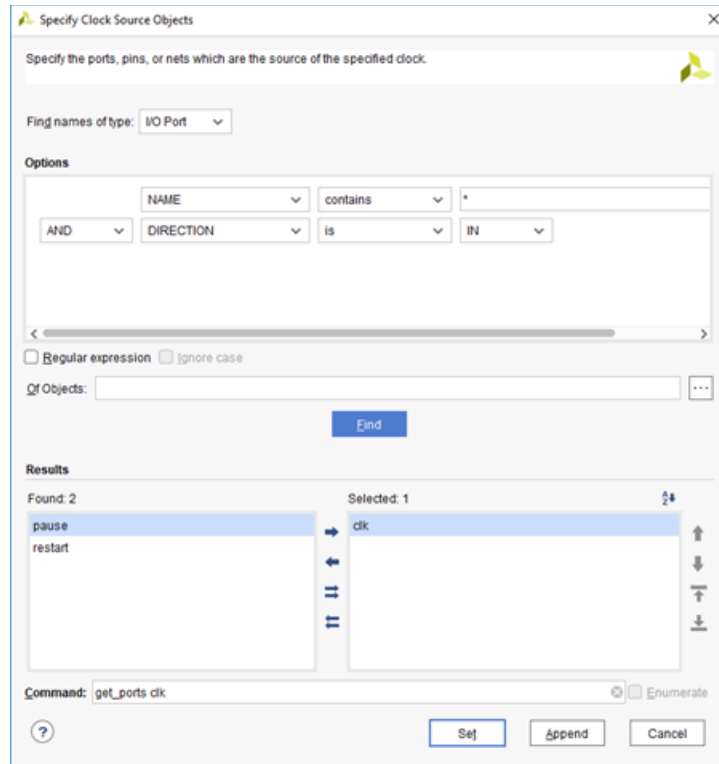 Specify Clock Source Objects
Specify the ports, pins, or nets which are the source of the specified clock.
Find names of type: I/O Port
Options
NAME contains *
AND DIRECTION is IN
Regular expression Ignore case
Of Objects: ...
Find
Results
Found: 2 Selected: 1
pause clk
restart
Command: get_ports clk Enumerate
? Set Append Cancel